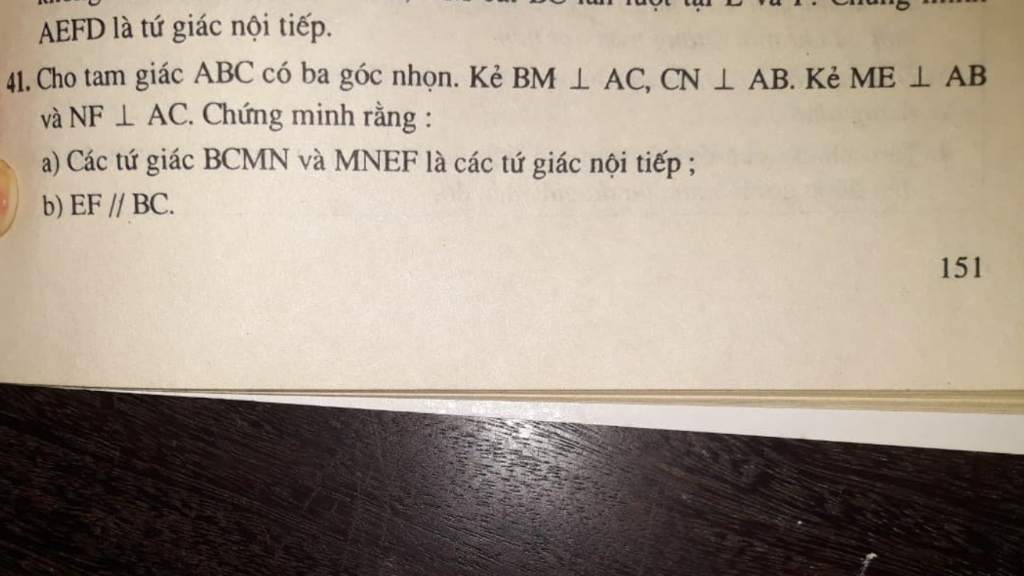 AEFD là tứ giác nội tiếp.
41. Cho tam giác ABC có ba góc nhọn. Kẻ BM ⊥ AC, CN ⊥ AB. Kẻ ME ⊥ AB
và NF ⊥ AC. Chứng minh rằng :
a) Các tứ giác BCMN và MNEF là các tứ giác nội tiếp ;
b) EF // BC.
151